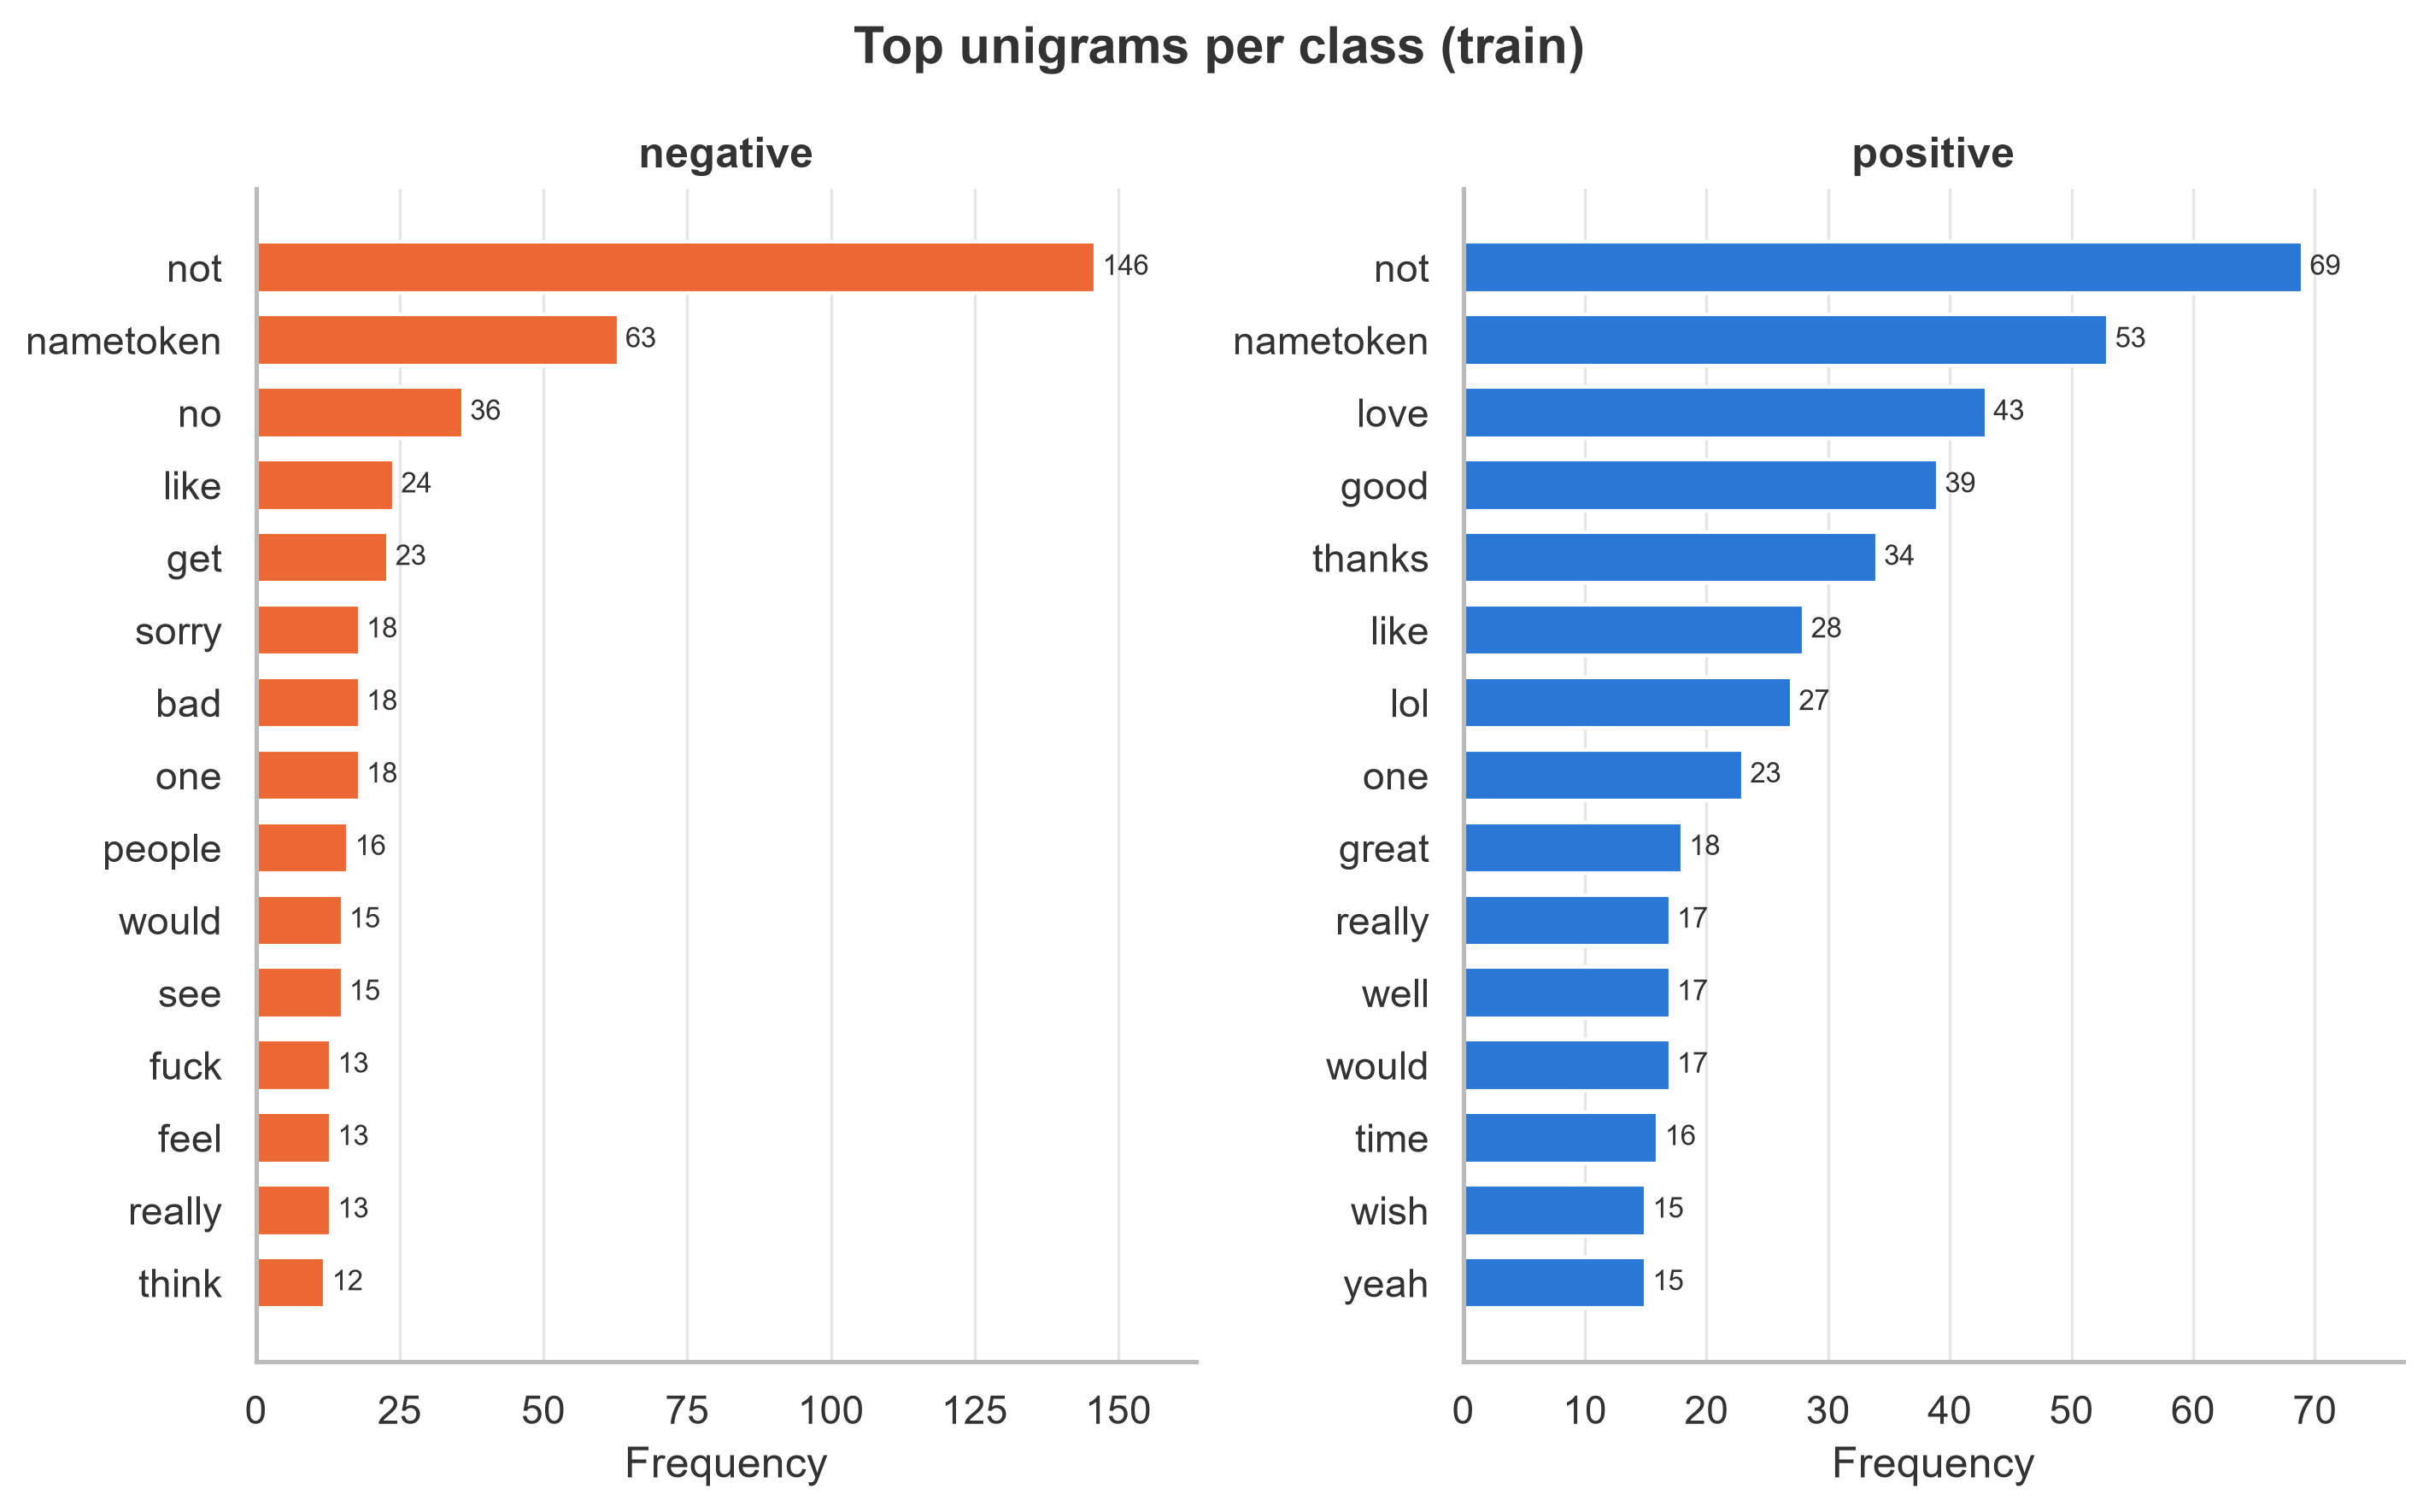 Top unigrams per class (train)
negative
not 146
nametoken 63
no 36
like 24
get 23
sorry 18
bad 18
one 18
people 16
would 15
see 15
fuck 13
feel 13
really 13
think 12
0 25 50 75 100 125 150
Frequency
positive
not 69
nametoken 53
love 43
good 39
thanks 34
like 28
lol 27
one 23
great 18
really 17
well 17
would 17
time 16
wish 15
yeah 15
0 10 20 30 40 50 60 70
Frequency